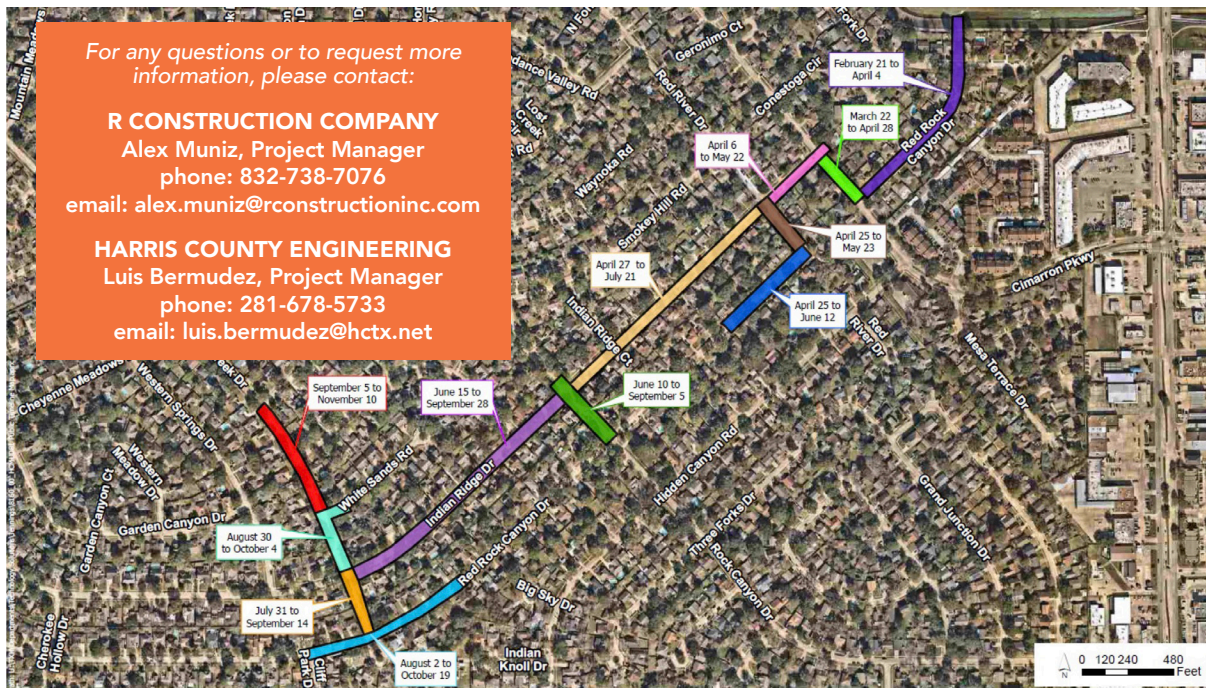 For any questions or to request more
information, please contact:
R CONSTRUCTION COMPANY
Alex Muniz, Project Manager
phone: 832-738-7076
email: alex.muniz@rconstructioninc.com
HARRIS COUNTY ENGINEERING
Luis Bermudez, Project Manager
phone: 281-678-5733
email: luis.bermudez@hctx.net
Geronimo Ct
Conestoga Cir
Red River Dr
Lost
Creek
Cir
Waynoka Rd
Smokey Hill Rd
February 21 to
April 4
March 22
to April 28
Red Rock
Canyon Dr
April 6
to May 22
April 25 to
May 23
April 27 to
July 21
April 25 to
June 12
Cimarron Pkwy
Red
River Dr
Mesa Terrace Dr
Indian Ridge Ct
June 10 to
September 5
June 15 to
September 28
September 5 to
November 10
Cheyenne Meadows
Western Springs Dr
Western
Meadow Dr
White Sands Rd
Indian Ridge Dr
Garden Canyon Ct
Garden Canyon Dr
August 30
to October 4
July 31 to
September 14
August 2 to
October 19
Red Rock Canyon Dr
Hidden Canyon Rd
Three Forks Dr
Rock Canyon Dr
Grand Junction Dr
Big Sky Dr
Indian
Knoll Dr
Cherokee
Hollow Dr
Cliff
Park D
0 120 240 480
Feet
N